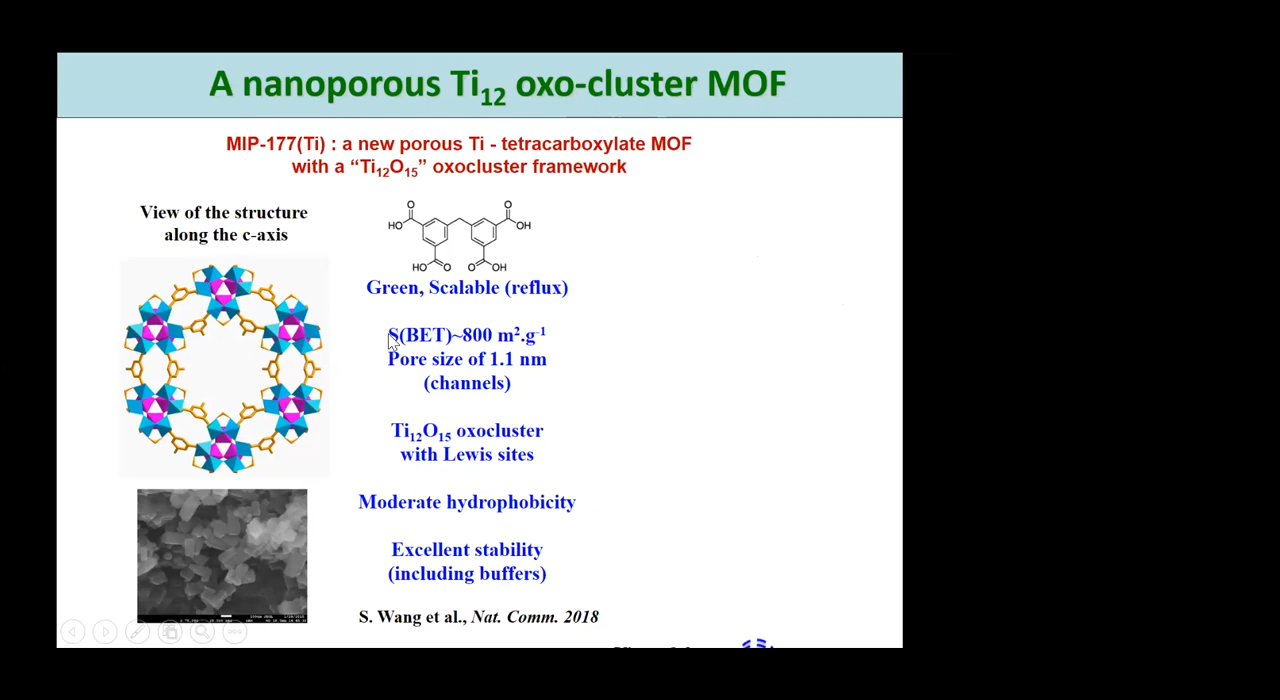 A nanoporous Ti₁₂ oxo-cluster MOF
MIP-177(Ti) : a new porous Ti - tetracarboxylate MOF
with a “Ti₁₂O₁₅” oxocluster framework
View of the structure
along the c-axis
O
HO
O
OH
HO
O
O
OH
Green, Scalable (reflux)
S(BET)~800 m².g⁻¹
Pore size of 1.1 nm
(channels)
Ti₁₂O₁₅ oxocluster
with Lewis sites
Moderate hydrophobicity
Excellent stability
(including buffers)
S. Wang et al., Nat. Comm. 2018